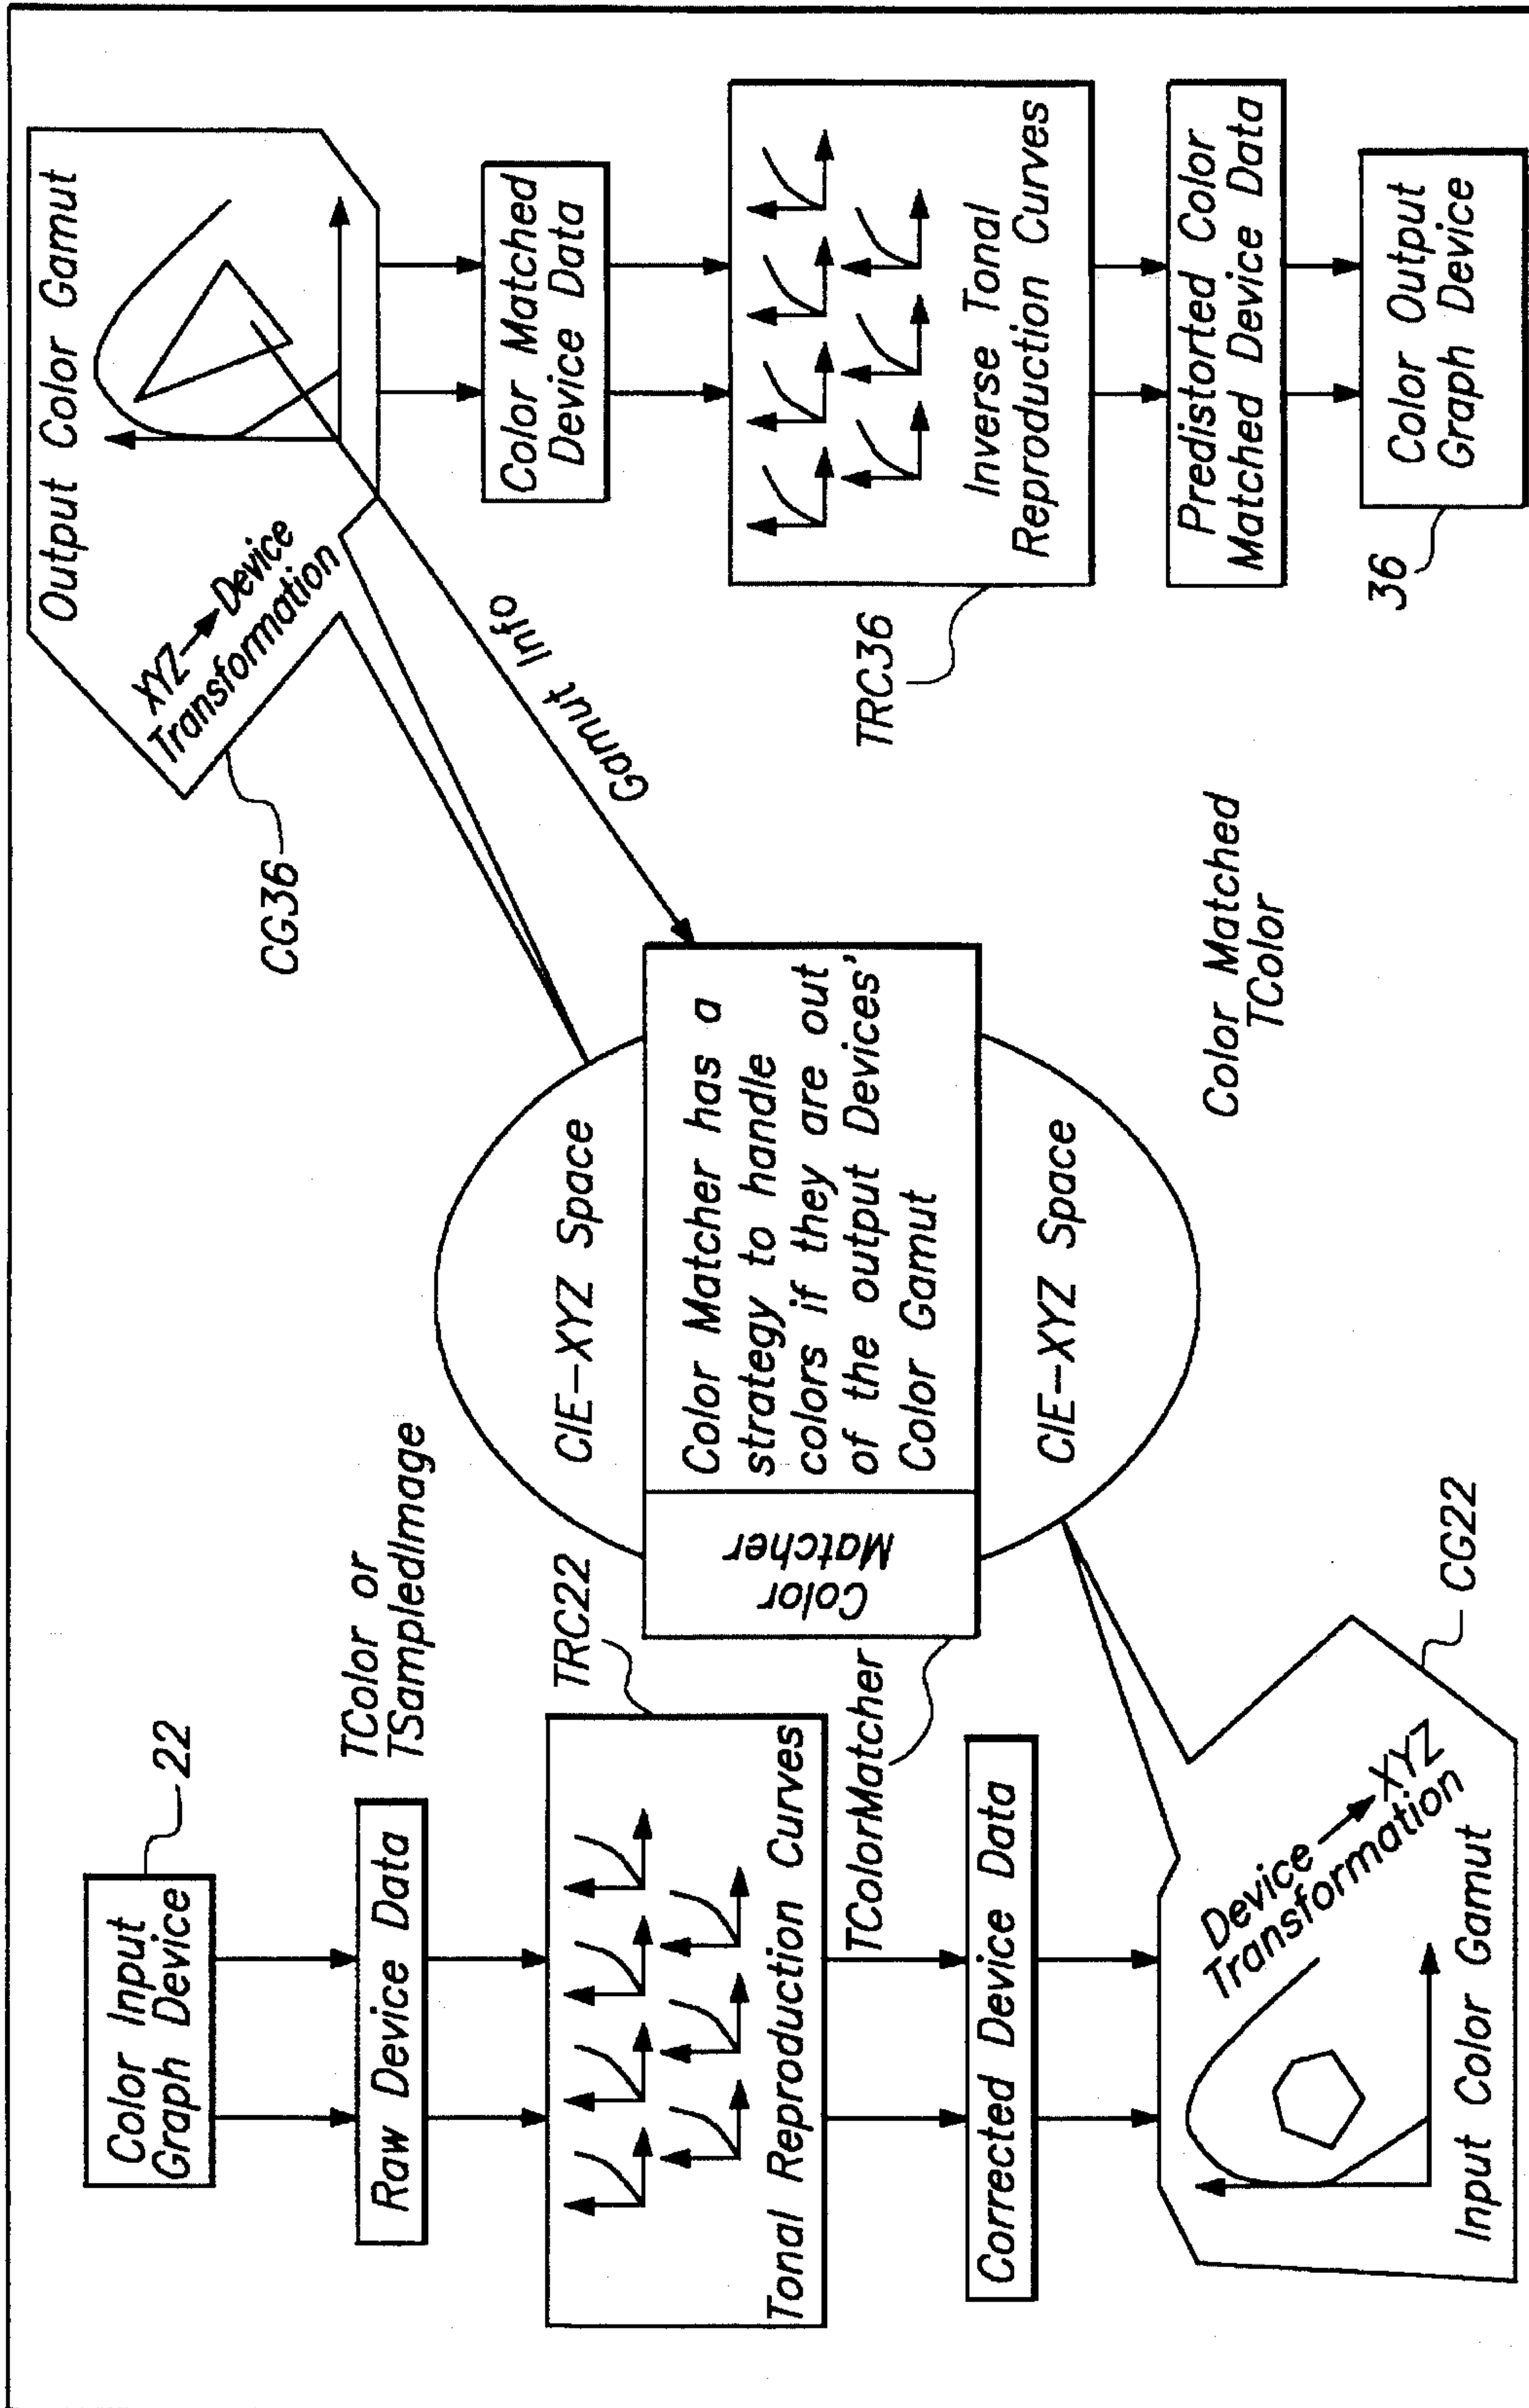 Color Input
Graph Device
22
Raw Device Data
TColor or
TSampledImage
TRC22
Tonal Reproduction Curves
TColorMatcher
Corrected Device Data
Device → XYZ
Transformation
Input Color Gamut
CG22
CIE-XYZ Space
Color
Matcher
Color Matcher has a
strategy to handle
colors if they are out
of the output Devices'
Color Gamut
CIE-XYZ Space
Color Matched
TColor
Output Color Gamut
XYZ → Device
Transformation
CG36
Gamut Info
Color Matched
Device Data
Inverse Tonal
Reproduction Curves
TRC36
Predistorted Color
Matched Device Data
Color Output
Graph Device
36